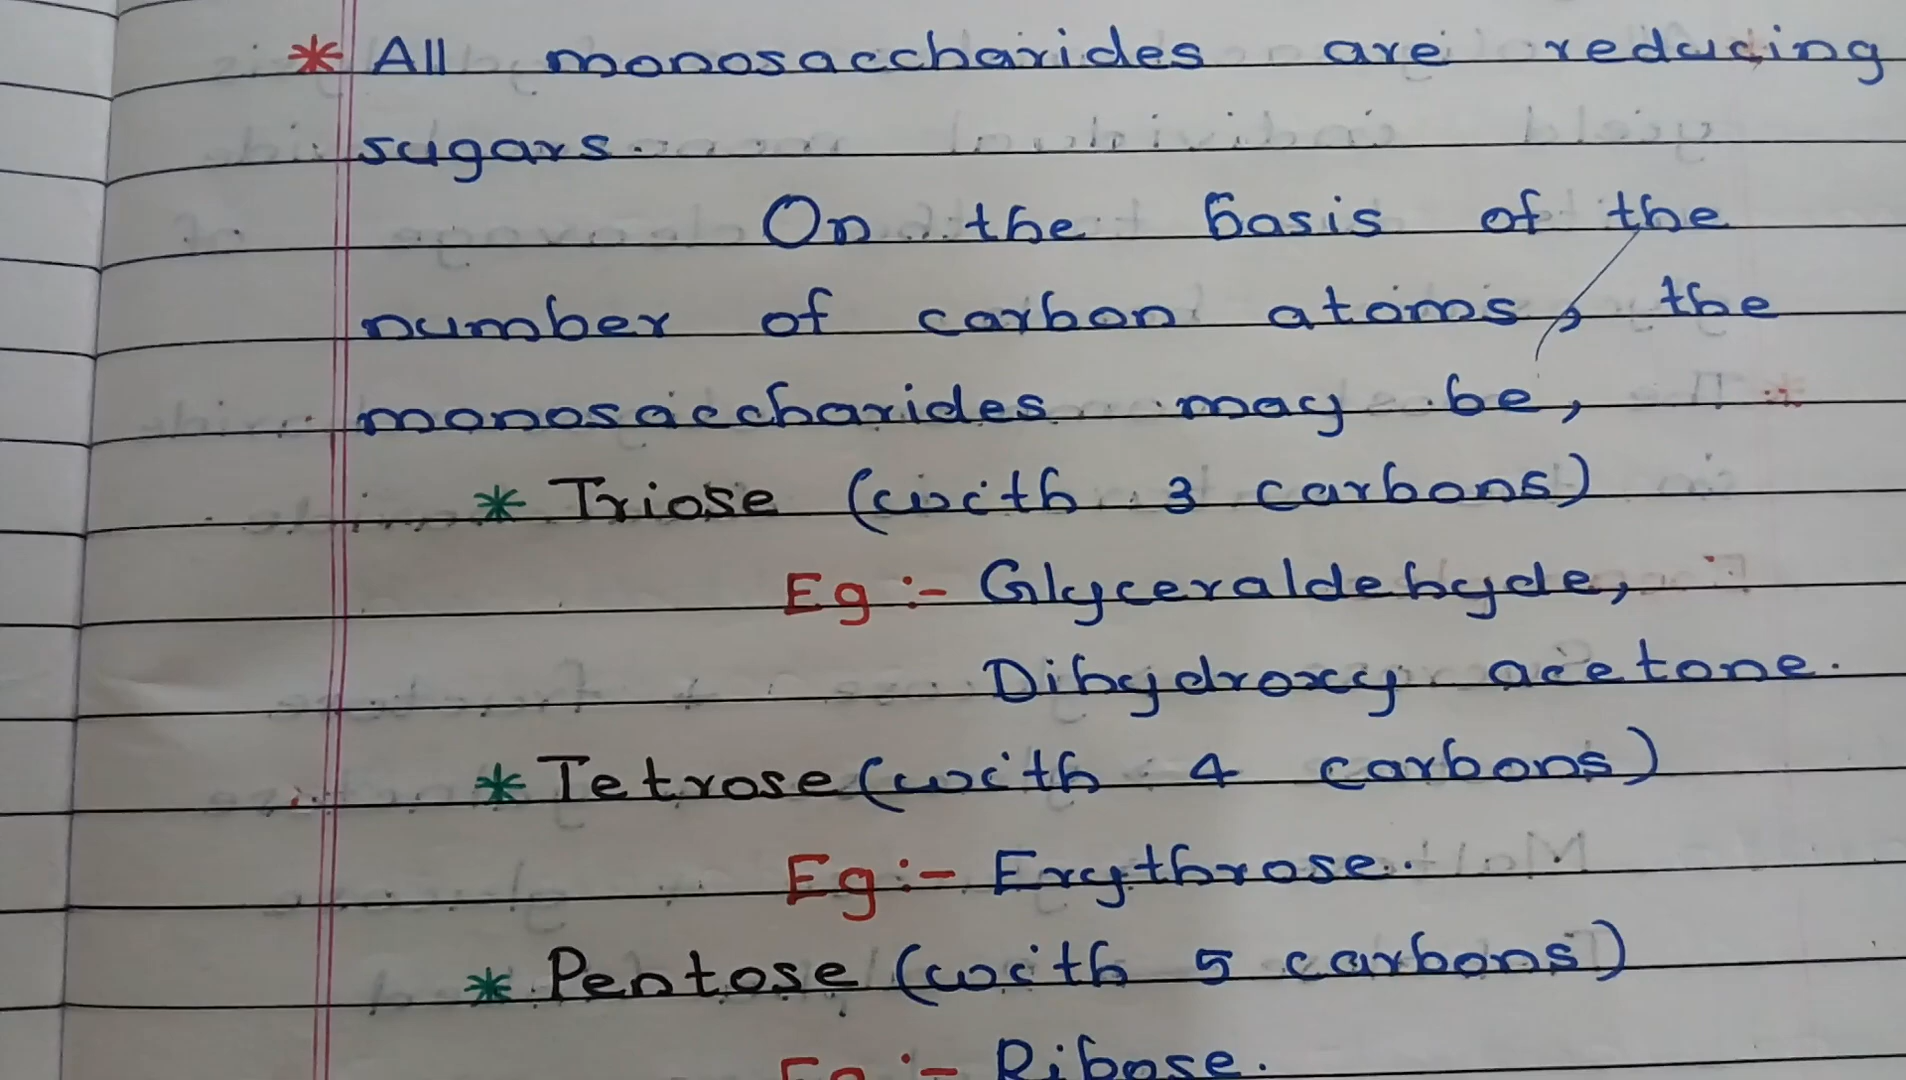 * All monosaccharides are reducing
sugars.
On the basis of the
number of carbon atoms, the
monosaccharides may be,
* Triose (with 3 carbons)
Eg :- Glyceraldehyde,
Dihydroxy acetone.
* Tetrose (with 4 carbons)
Eg :- Erythrose.
* Pentose (with 5 carbons)
Eg :- Ribose.